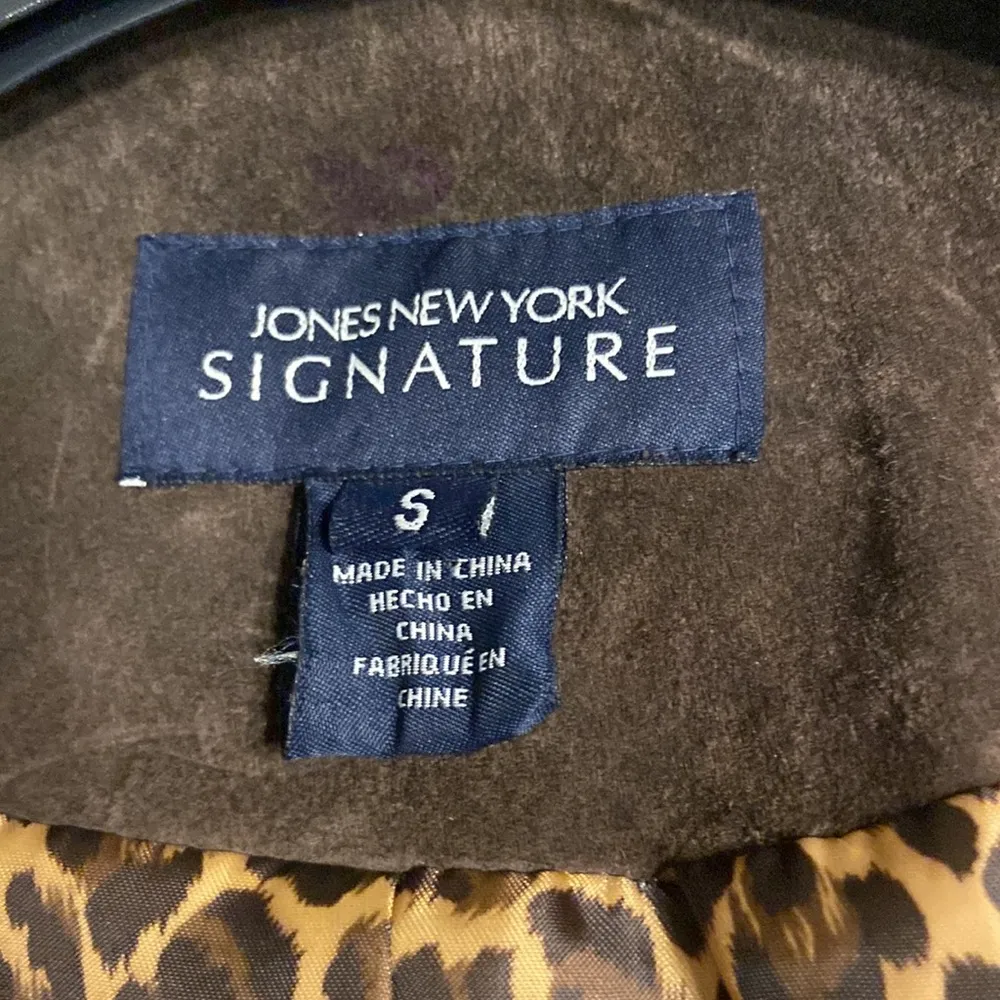 JONES NEW YORK
SIGNATURE
S
MADE IN CHINA
HECHO EN
CHINA
FABRIQUÉ EN
CHINE